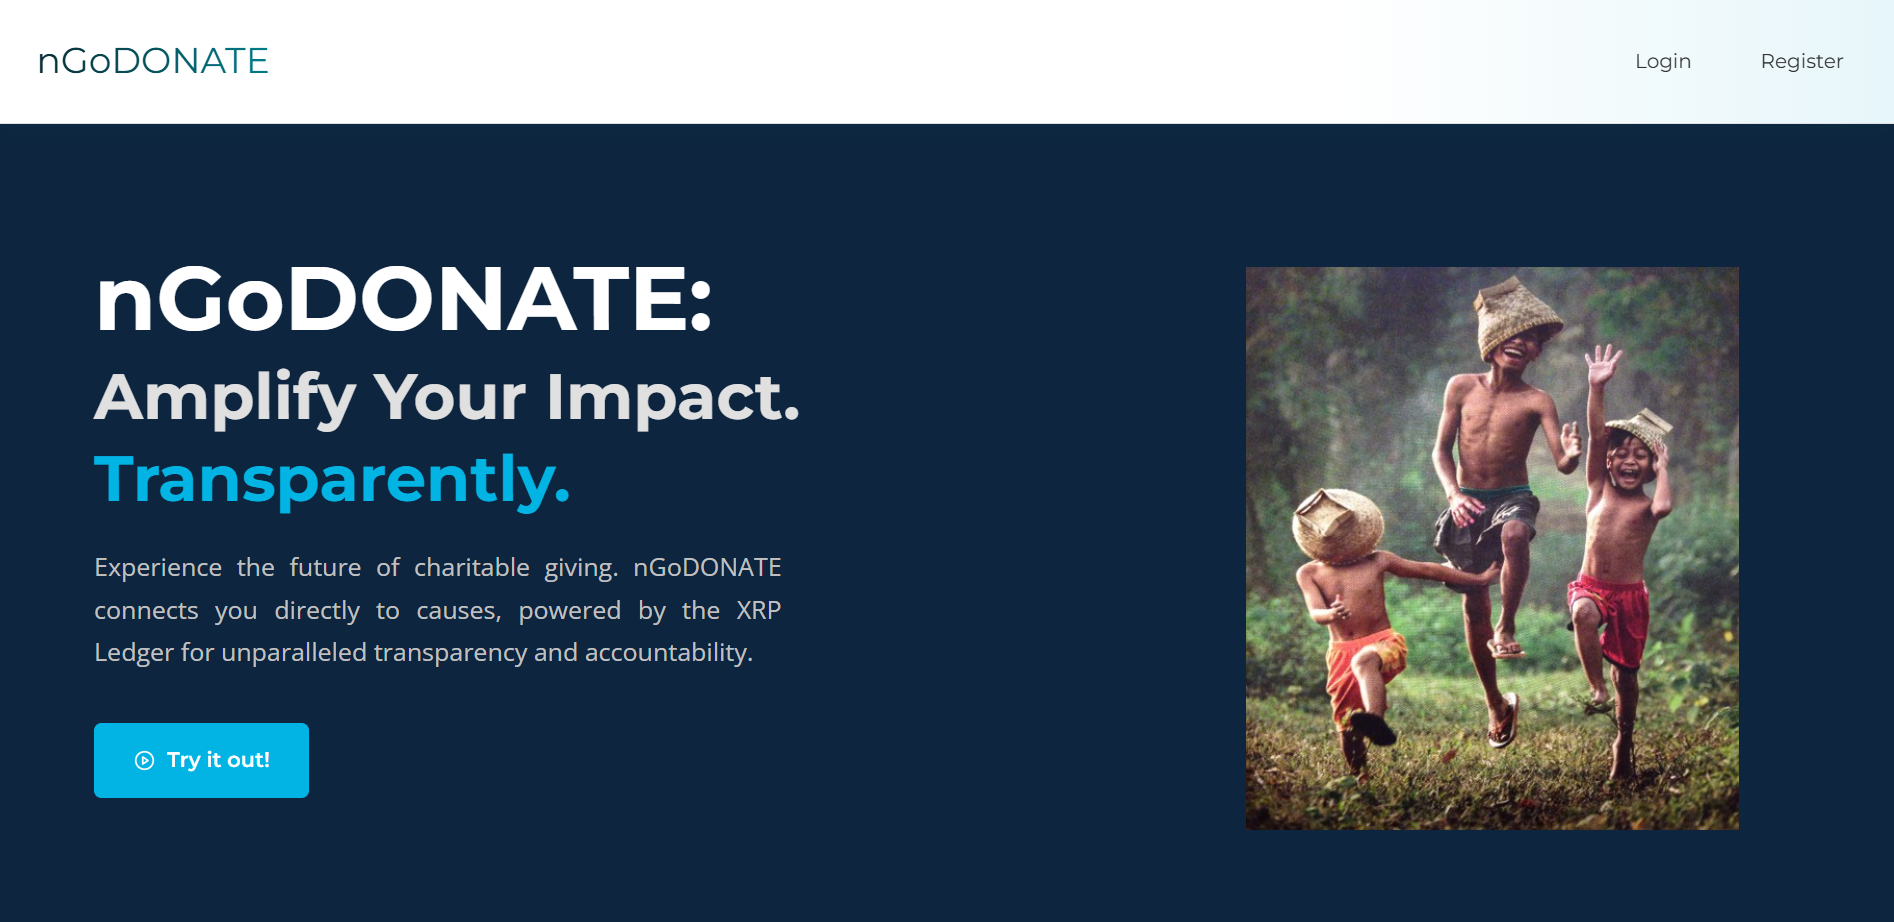 nGoDONATE
Login
Register
nGoDONATE:
Amplify Your Impact.
Transparently.
Experience the future of charitable giving. nGoDONATE
connects you directly to causes, powered by the XRP
Ledger for unparalleled transparency and accountability.
Try it out!